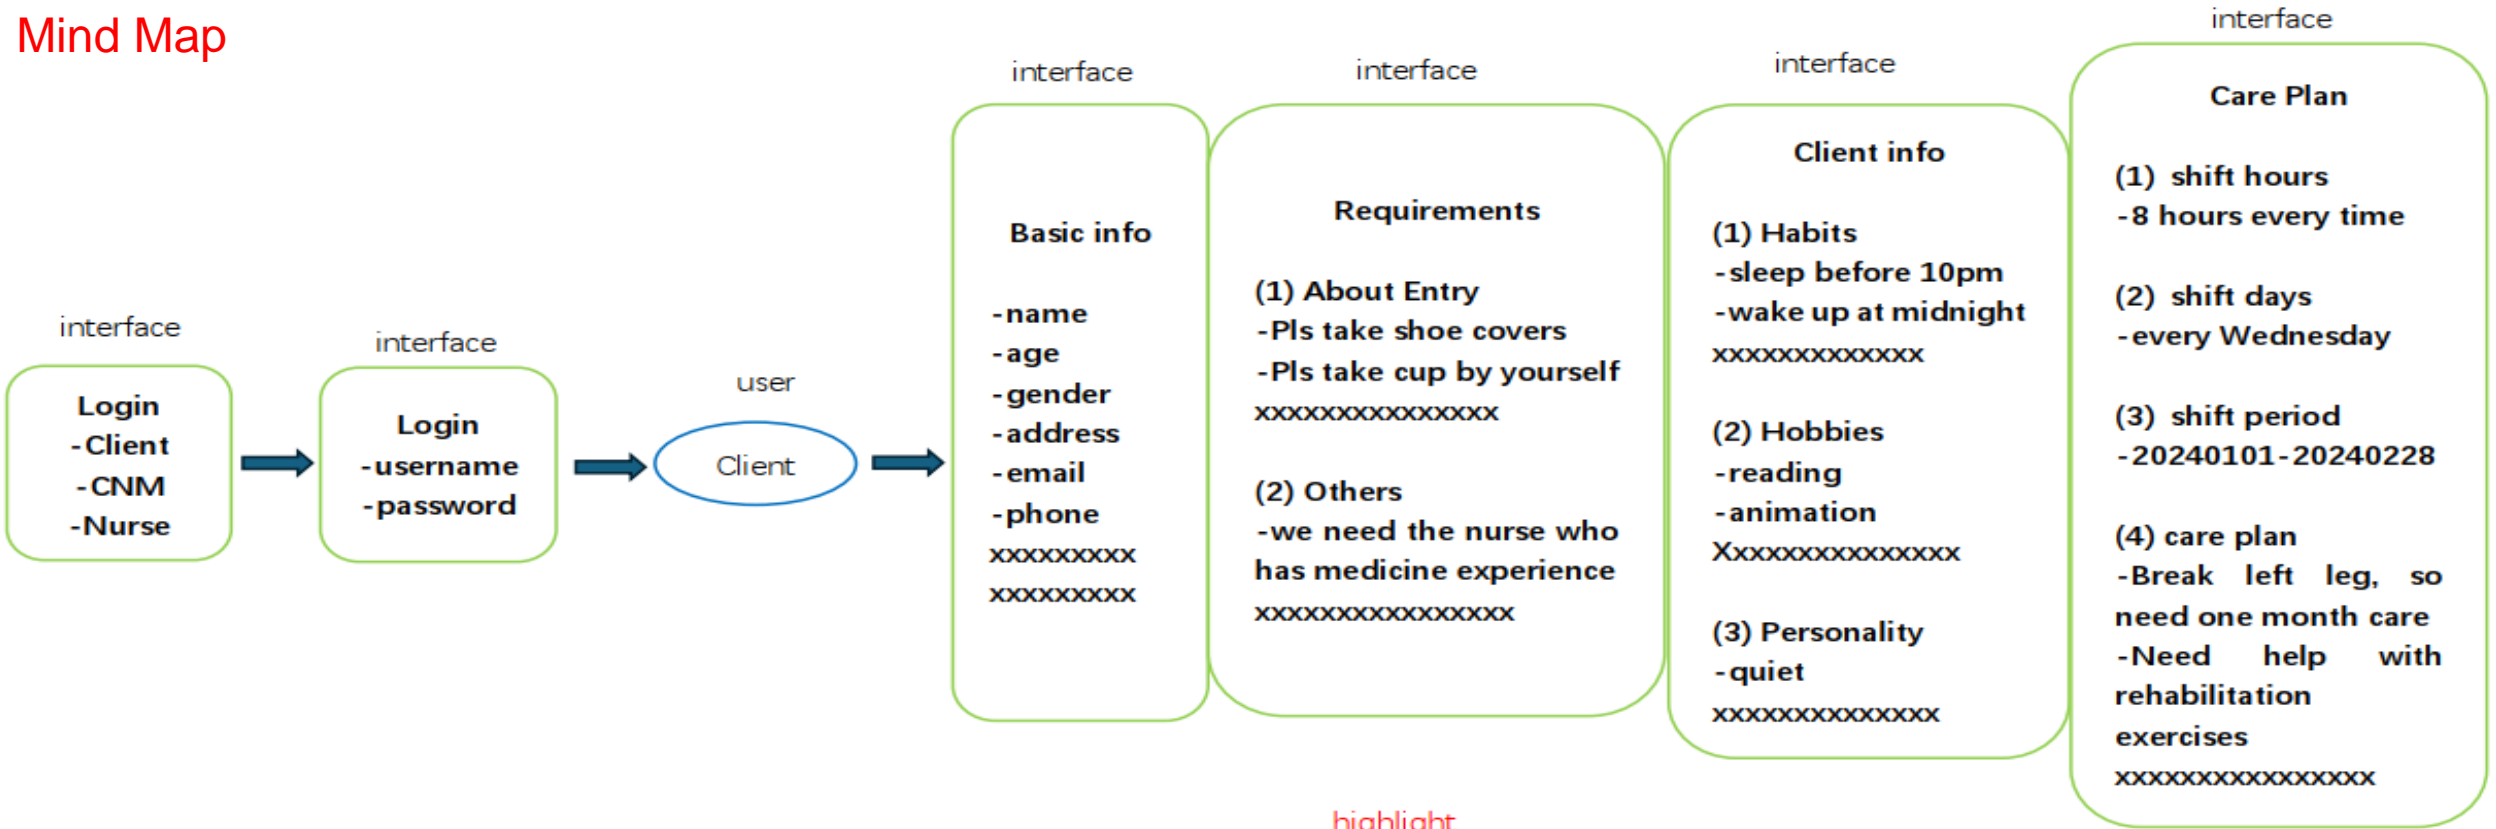 Mind Map
interface
Login
-Client
-CNM
-Nurse
interface
Login
-username
-password
user
Client
interface
Basic info
-name
-age
-gender
-address
-email
-phone
xxxxxxxxx
xxxxxxxxx
interface
Requirements
(1) About Entry
-Pls take shoe covers
-Pls take cup by yourself
xxxxxxxxxxxxxxx
(2) Others
-we need the nurse who
has medicine experience
xxxxxxxxxxxxxxxx
interface
Client info
(1) Habits
-sleep before 10pm
-wake up at midnight
xxxxxxxxxxxxx
(2) Hobbies
-reading
-animation
Xxxxxxxxxxxxxxx
(3) Personality
-quiet
xxxxxxxxxxxxxx
interface
Care Plan
(1) shift hours
-8 hours every time
(2) shift days
-every Wednesday
(3) shift period
-20240101-20240228
(4) care plan
-Break left leg, so
need one month care
-Need help with
rehabilitation
exercises
xxxxxxxxxxxxxxxx
highlight